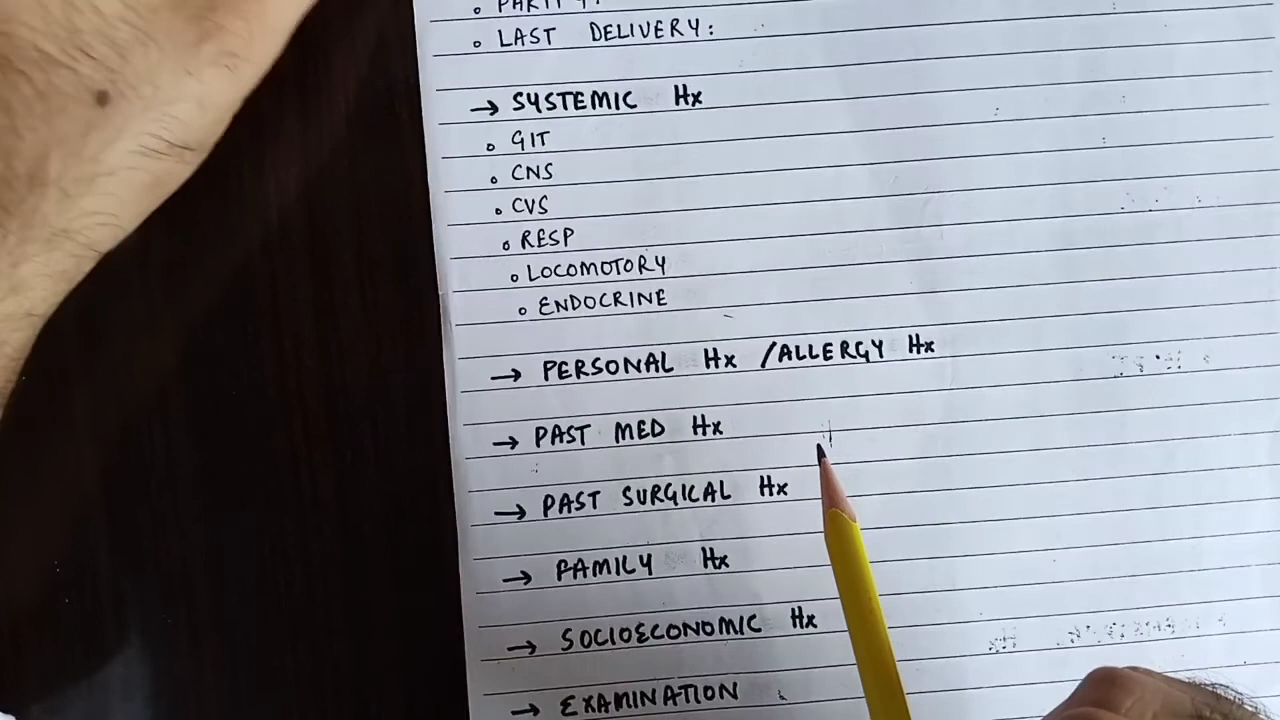 • PARITY:
• LAST DELIVERY:
→ SYSTEMIC Hx
• GIT
• CNS
• CVS
• RESP
• LOCOMOTORY
• ENDOCRINE
→ PERSONAL Hx /ALLERGY Hx
→ PAST MED Hx
→ PAST SURGICAL Hx
→ FAMILY Hx
→ SOCIOECONOMIC Hx
→ EXAMINATION